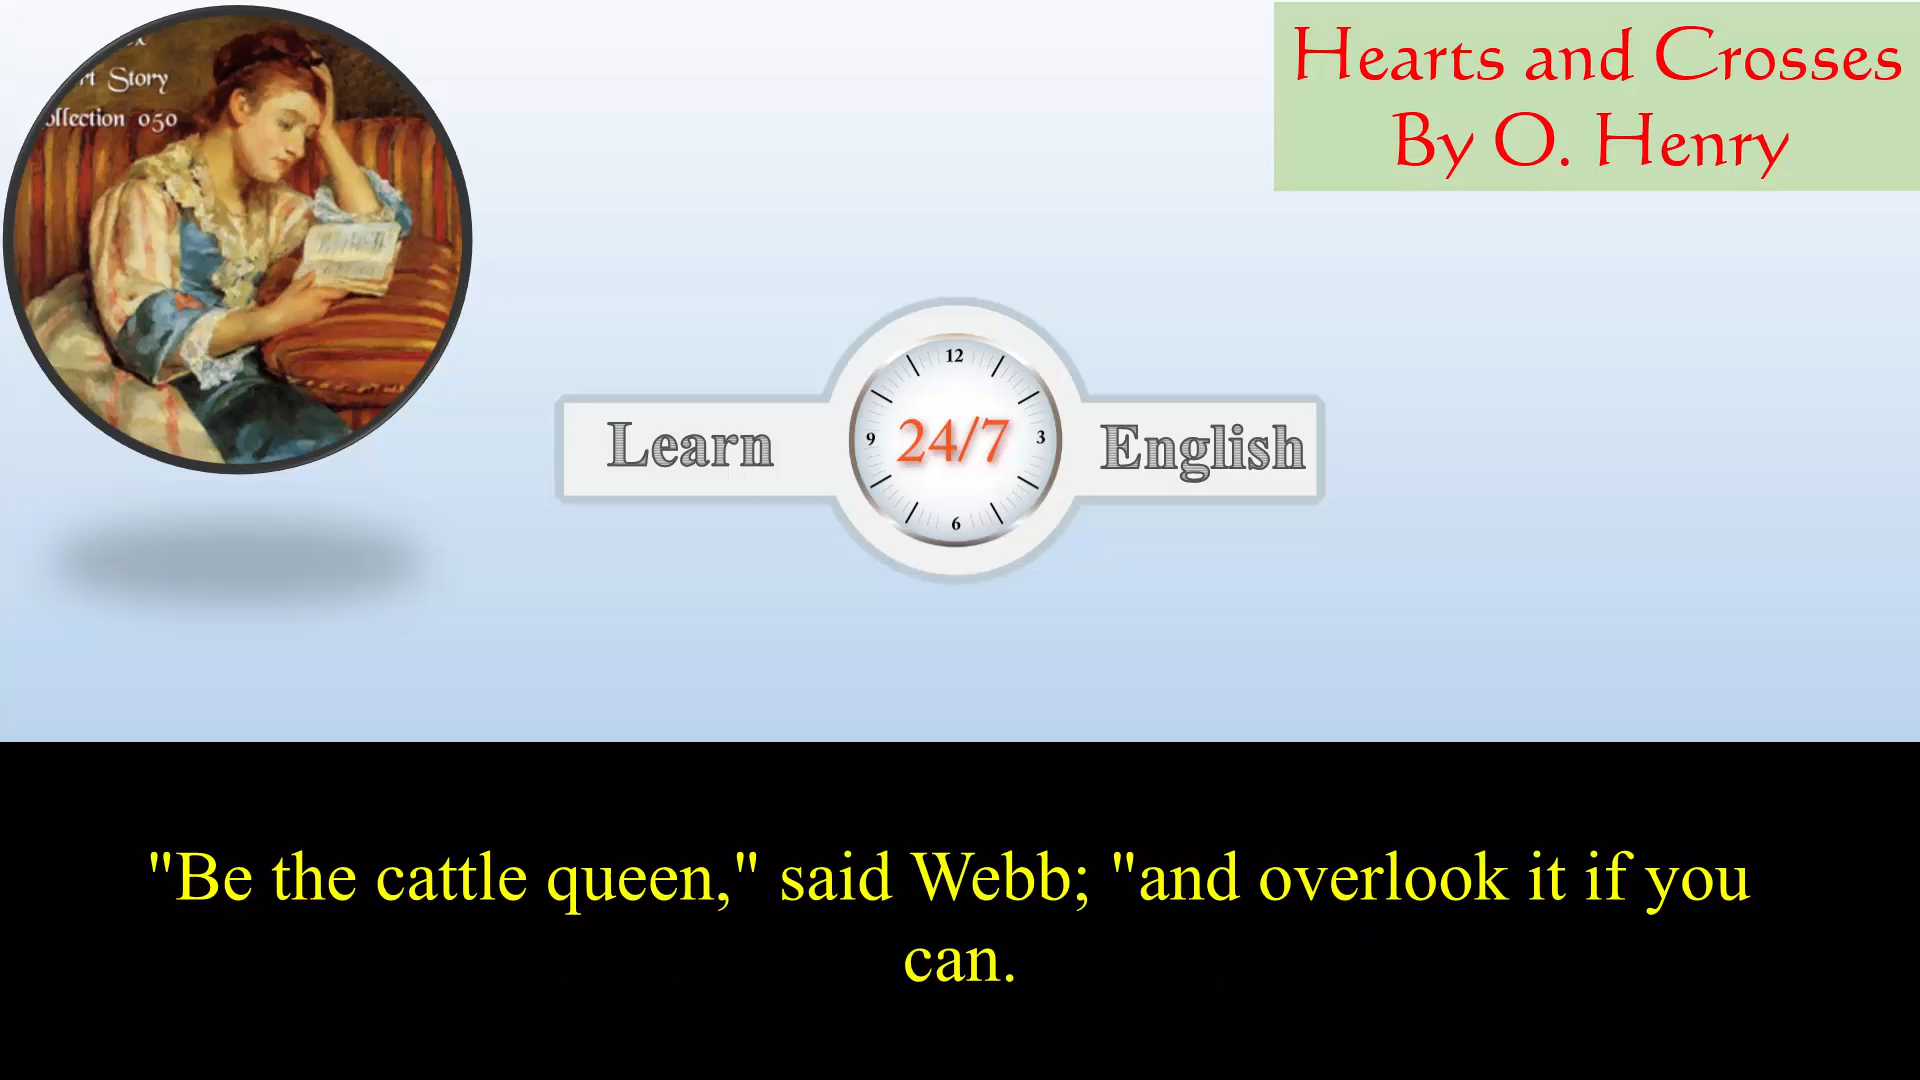 rt Story
ollection 050
Hearts and Crosses
By O. Henry
Learn 24/7 English
12
3
6
9
"Be the cattle queen," said Webb; "and overlook it if you
can.